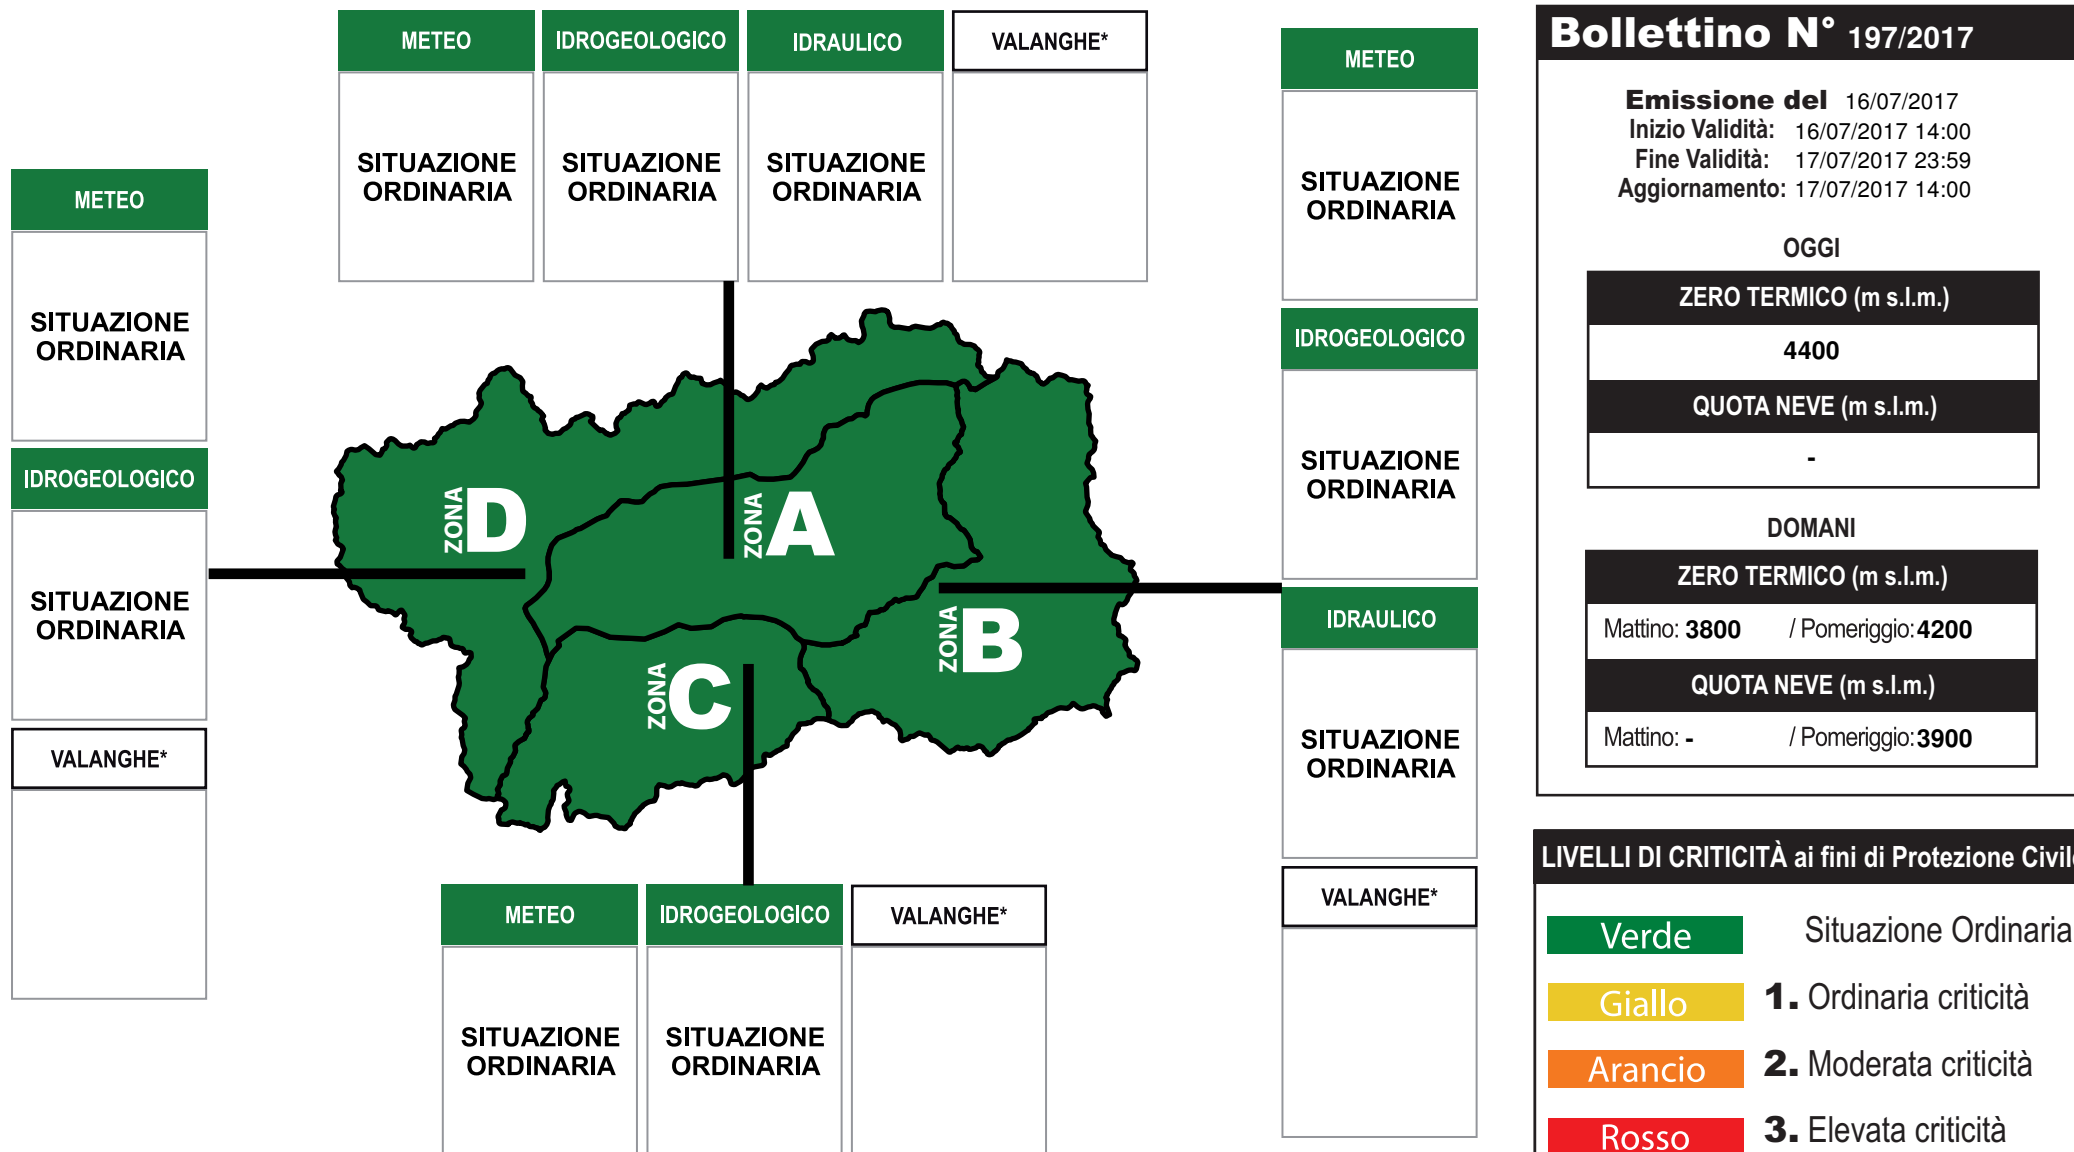 METEO
IDROGEOLOGICO
IDRAULICO
VALANGHE*
SITUAZIONE
ORDINARIA
SITUAZIONE
ORDINARIA
SITUAZIONE
ORDINARIA
METEO
SITUAZIONE
ORDINARIA
IDROGEOLOGICO
SITUAZIONE
ORDINARIA
VALANGHE*
ZONA D
ZONA A
ZONA B
ZONA C
METEO
SITUAZIONE
ORDINARIA
IDROGEOLOGICO
SITUAZIONE
ORDINARIA
IDRAULICO
SITUAZIONE
ORDINARIA
VALANGHE*
METEO
IDROGEOLOGICO
VALANGHE*
SITUAZIONE
ORDINARIA
SITUAZIONE
ORDINARIA
Bollettino N° 197/2017
Emissione del 16/07/2017
Inizio Validità: 16/07/2017 14:00
Fine Validità: 17/07/2017 23:59
Aggiornamento: 17/07/2017 14:00
OGGI
ZERO TERMICO (m s.l.m.)
4400
QUOTA NEVE (m s.l.m.)
-
DOMANI
ZERO TERMICO (m s.l.m.)
Mattino: 3800 / Pomeriggio: 4200
QUOTA NEVE (m s.l.m.)
Mattino: - / Pomeriggio: 3900
LIVELLI DI CRITICITÀ ai fini di Protezione Civile
Verde Situazione Ordinaria
Giallo 1. Ordinaria criticità
Arancio 2. Moderata criticità
Rosso 3. Elevata criticità